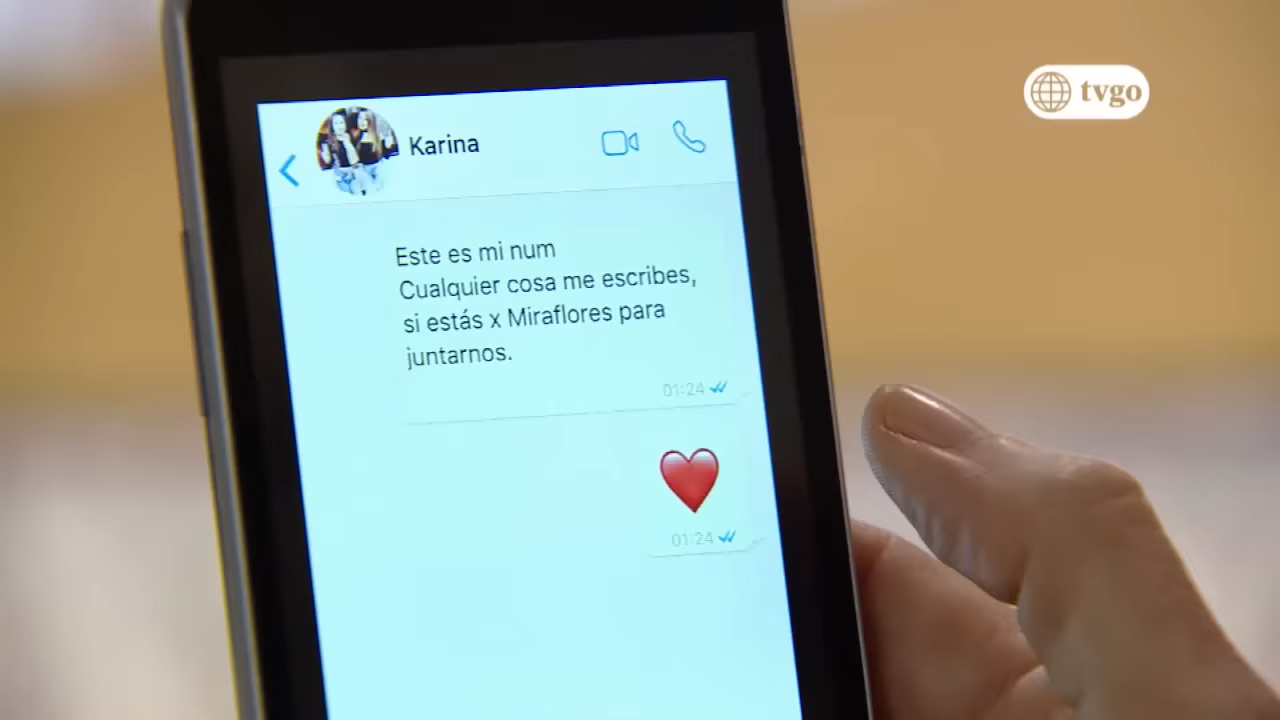 tvgo
Karina
Este es mi num
Cualquier cosa me escribes,
si estás x Miraflores para
juntarnos.
01:24
❤️
01:24